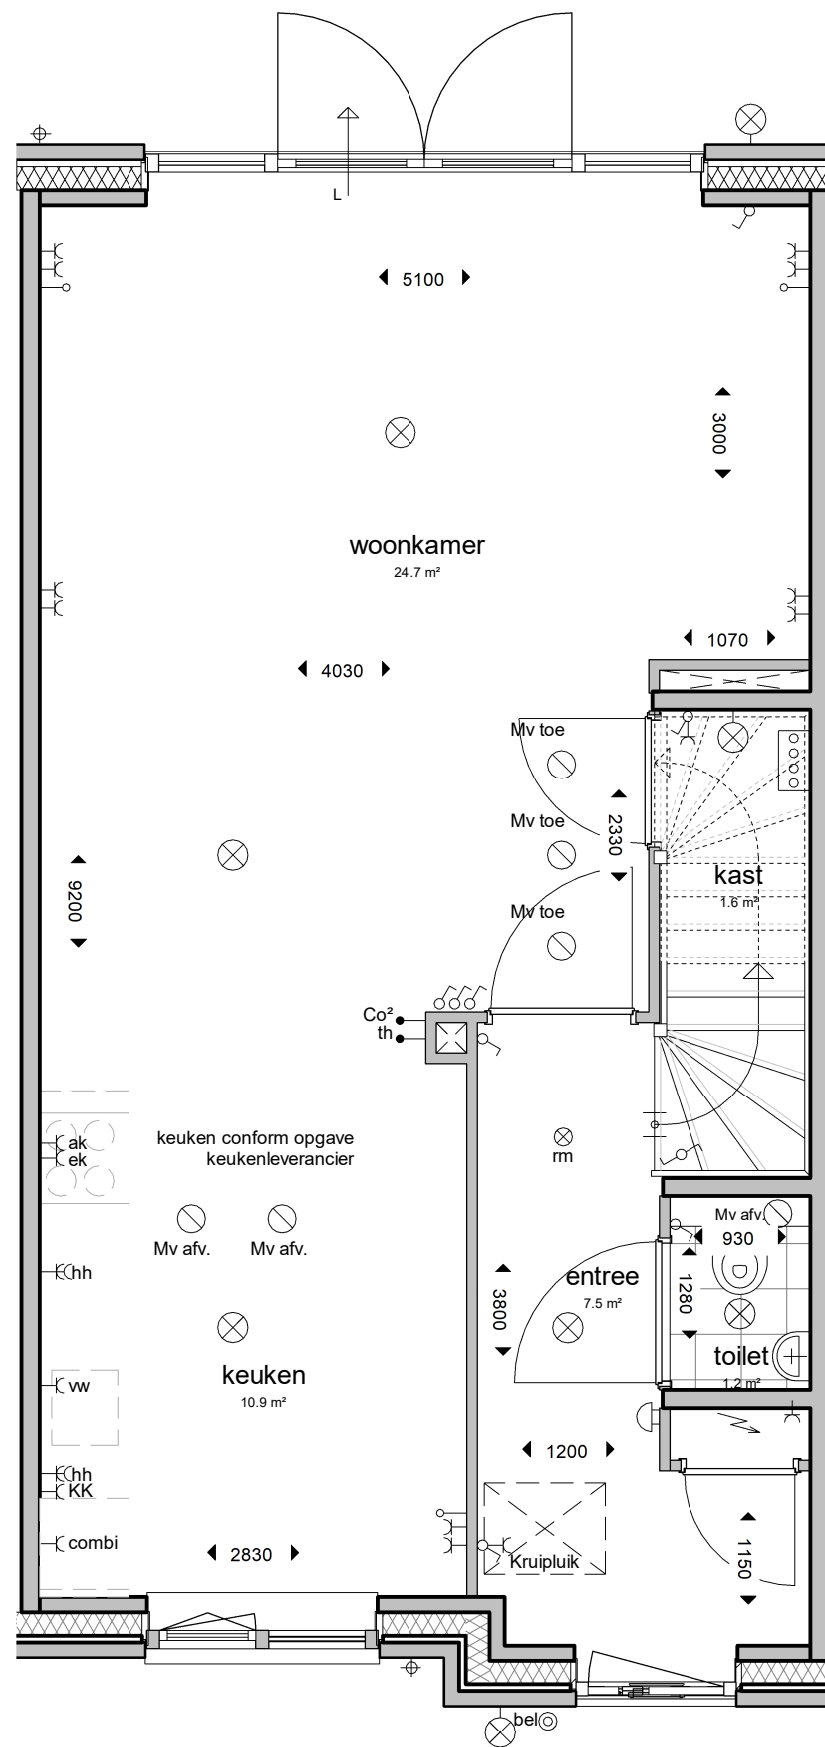 L
5100
3000
woonkamer
24.7 m²
1070
4030
Mv toe
2330
Mv toe
kast
1.6 m²
9200
Mv toe
Co²
th
keuken conform opgave
keukenleverancier
ak
ek
rm
Mv afv.
930
Mv afv.
Mv afv.
hh
entree
7.5 m²
1280
3800
toilet
1.2 m²
keuken
10.9 m²
vw
1200
hh
KK
combi
2830
Kruipluik
1150
bel